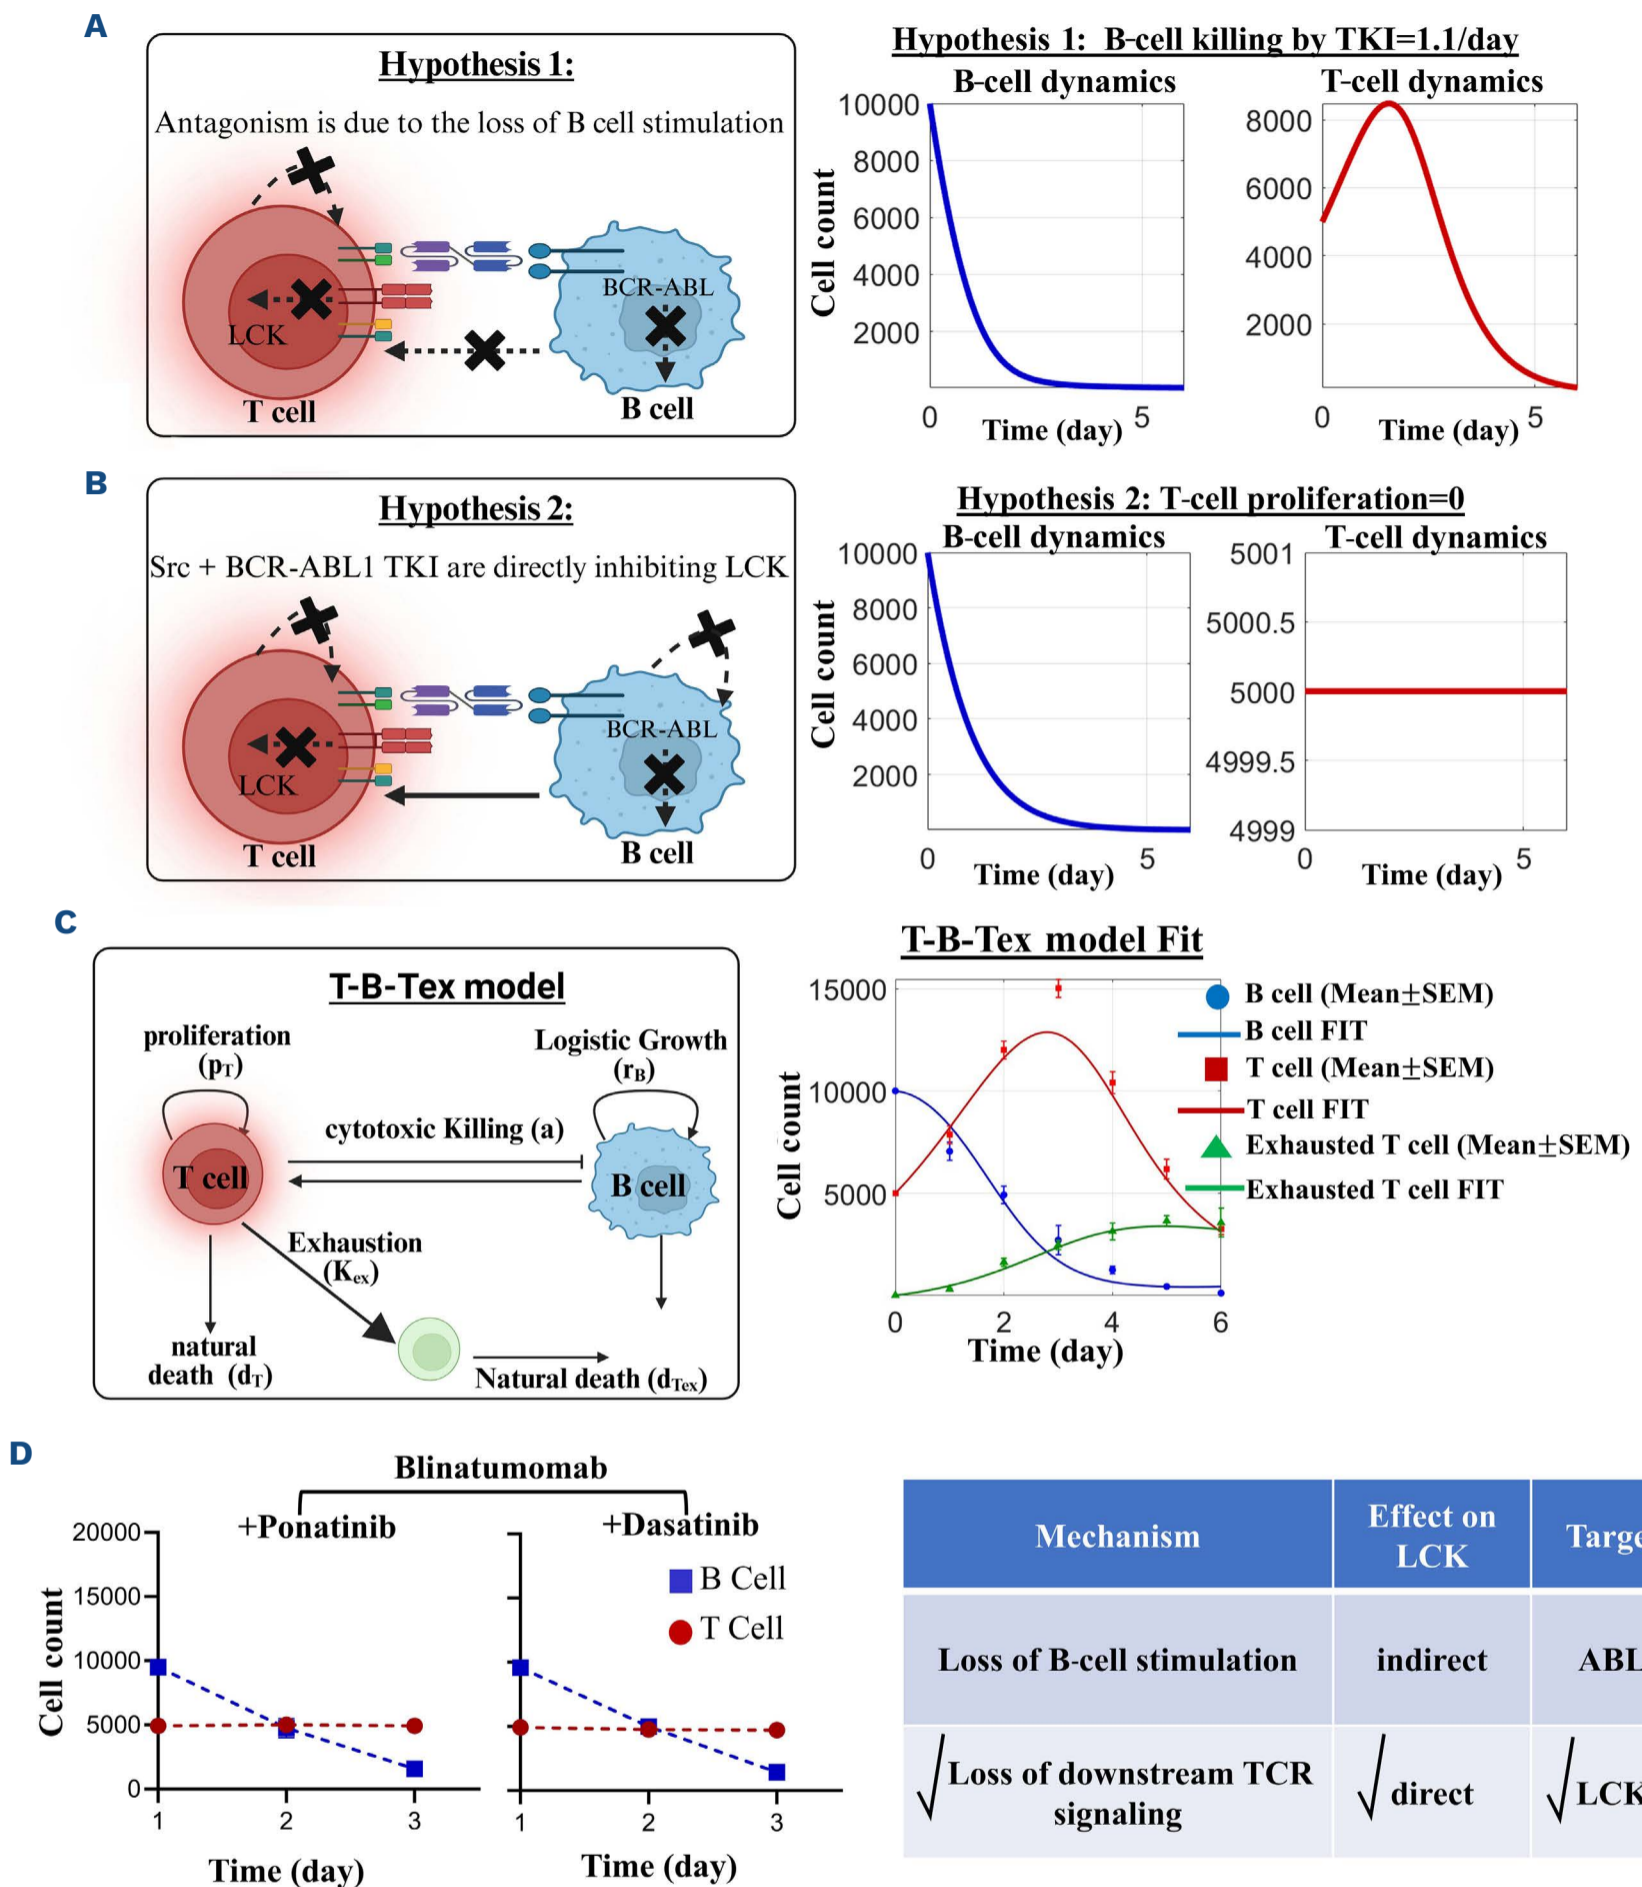 A
Hypothesis 1:
Antagonism is due to the loss of B cell stimulation
LCK
BCR-ABL
T cell
B cell
Hypothesis 1: B-cell killing by TKI=1.1/day
B-cell dynamics
T-cell dynamics
Cell count
10000
8000
6000
4000
2000
0
5
Time (day)
8000
6000
4000
2000
0
5
Time (day)
B
Hypothesis 2:
Src + BCR-ABL1 TKI are directly inhibiting LCK
LCK
BCR-ABL
T cell
B cell
Hypothesis 2: T-cell proliferation=0
B-cell dynamics
T-cell dynamics
Cell count
10000
8000
6000
4000
2000
0
5
Time (day)
5001
5000.5
5000
4999.5
4999
0
5
Time (day)
C
T-B-Tex model
proliferation
(pT)
Logistic Growth
(rB)
cytotoxic Killing (a)
T cell
B cell
Exhaustion
(Kex)
natural
death (dT)
Natural death (dTex)
T-B-Tex model Fit
Cell count
15000
10000
5000
0
2
4
6
Time (day)
B cell (Mean±SEM)
B cell FIT
T cell (Mean±SEM)
T cell FIT
Exhausted T cell (Mean±SEM)
Exhausted T cell FIT
D
Blinatumomab
+Ponatinib
+Dasatinib
Cell count
20000
15000
10000
5000
0
1
2
3
Time (day)
B Cell
T Cell
1
2
3
Time (day)
Mechanism
Effect on
LCK
Targe
Loss of B-cell stimulation
indirect
ABL
√ Loss of downstream TCR
signaling
√ direct
√ LCK